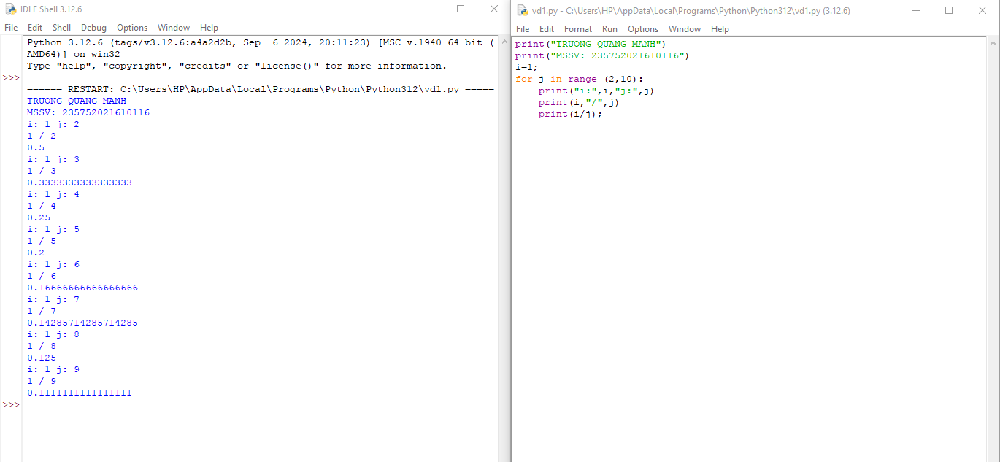 IDLE Shell 3.12.6
File Edit Shell Debug Options Window Help
Python 3.12.6 (tags/v3.12.6:a4a2d2b, Sep  6 2024, 20:11:23) [MSC v.1940 64 bit (
AMD64)] on win32
Type "help", "copyright", "credits" or "license()" for more information.
>>>
====== RESTART: C:\Users\HP\AppData\Local\Programs\Python\Python312\vd1.py =====
TRUONG QUANG MANH
MSSV: 235752021610116
i: 1 j: 2
1 / 2
0.5
i: 1 j: 3
1 / 3
0.3333333333333333
i: 1 j: 4
1 / 4
0.25
i: 1 j: 5
1 / 5
0.2
i: 1 j: 6
1 / 6
0.16666666666666666
i: 1 j: 7
1 / 7
0.14285714285714285
i: 1 j: 8
1 / 8
0.125
i: 1 j: 9
1 / 9
0.1111111111111111
>>>
vd1.py - C:\Users\HP\AppData\Local\Programs\Python\Python312\vd1.py (3.12.6)
File Edit Format Run Options Window Help
print("TRUONG QUANG MANH")
print("MSSV: 235752021610116")
i=1;
for j in range (2,10):
    print("i:",i,"j:",j)
    print(i,"/",j)
    print(i/j);